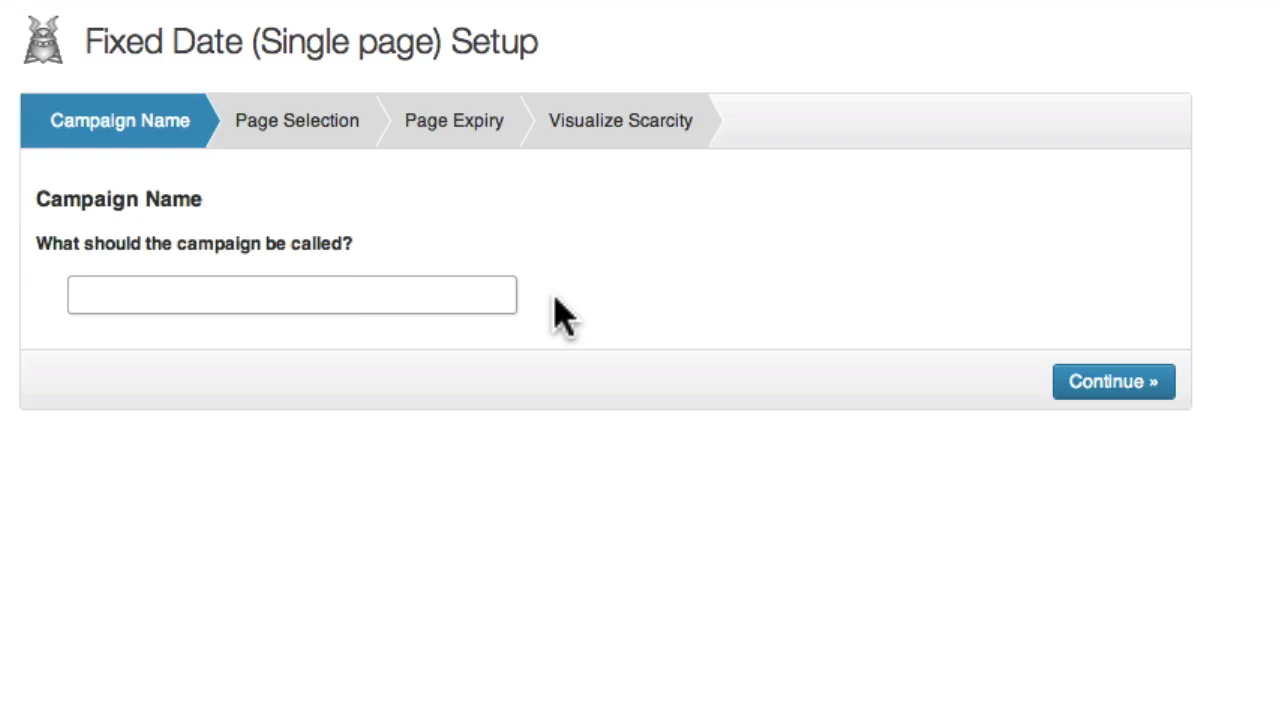 Fixed Date (Single page) Setup
Campaign Name Page Selection Page Expiry Visualize Scarcity
Campaign Name
What should the campaign be called?
Continue »